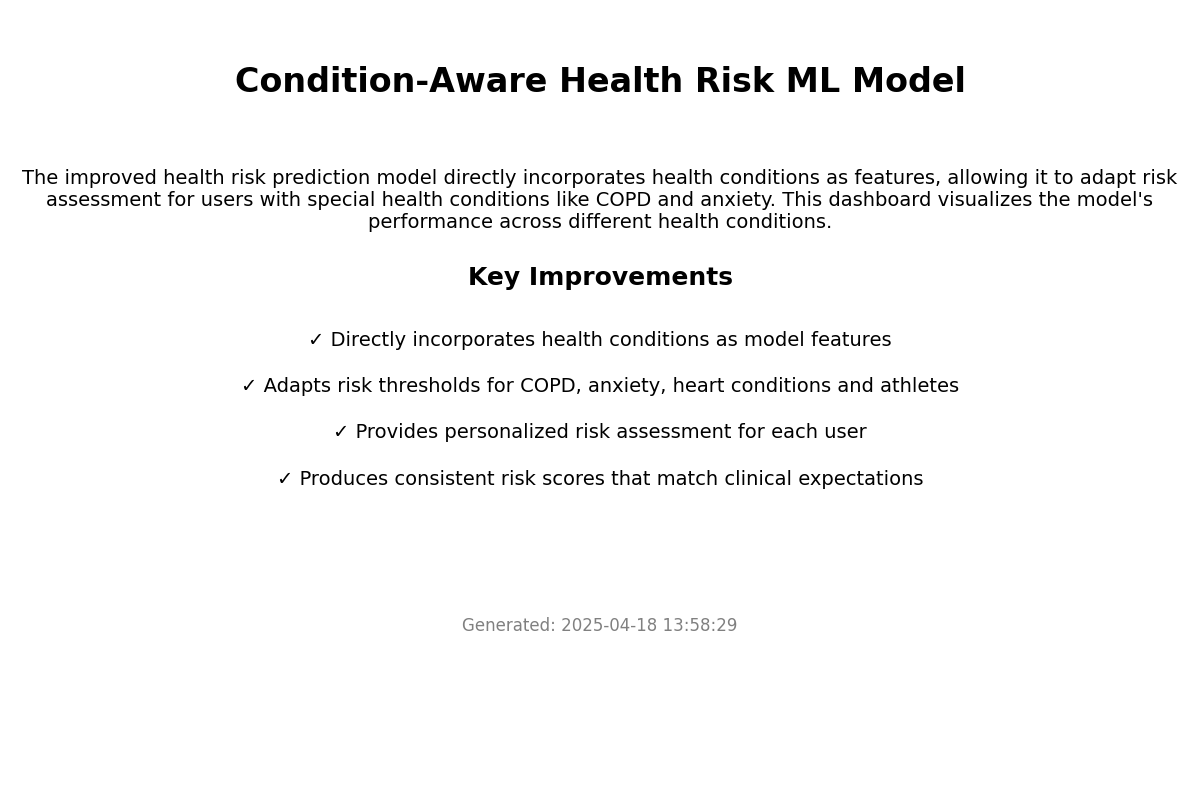 Condition-Aware Health Risk ML Model
The improved health risk prediction model directly incorporates health conditions as features, allowing it to adapt risk
assessment for users with special health conditions like COPD and anxiety. This dashboard visualizes the model's
performance across different health conditions.
Key Improvements
✓ Directly incorporates health conditions as model features
✓ Adapts risk thresholds for COPD, anxiety, heart conditions and athletes
✓ Provides personalized risk assessment for each user
✓ Produces consistent risk scores that match clinical expectations
Generated: 2025-04-18 13:58:29